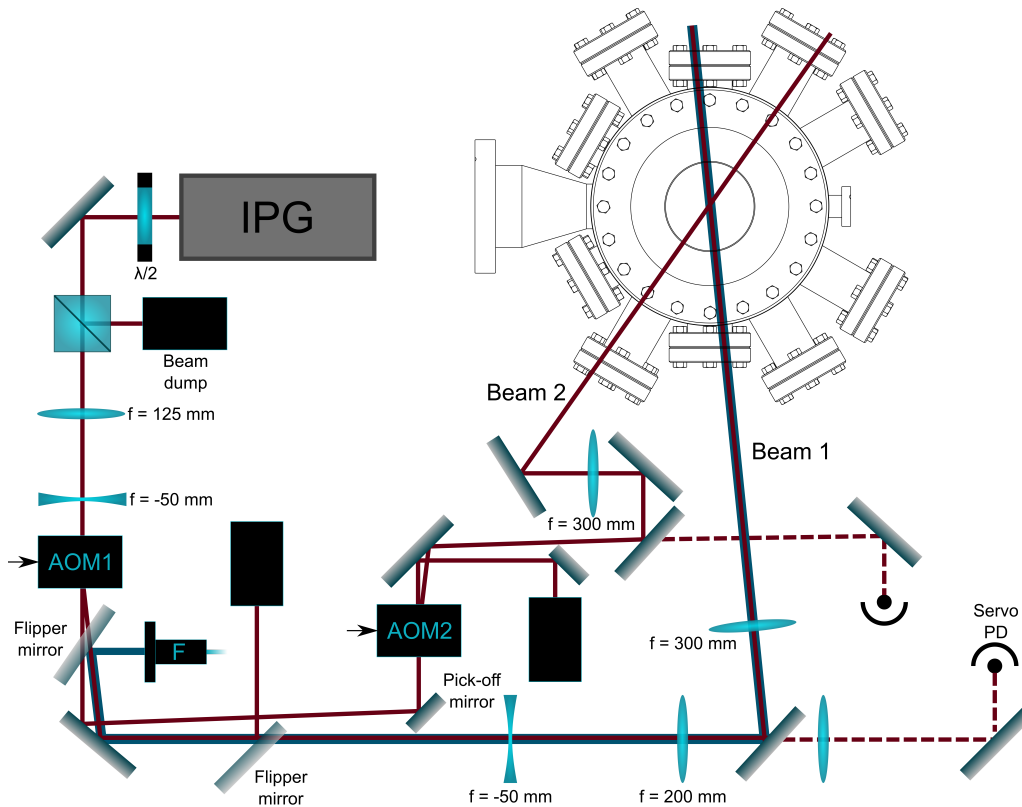 IPG
λ/2
Beam
dump
f = 125 mm
Beam 2
f = -50 mm
Beam 1
f = 300 mm
AOM1
Flipper
mirror
F
AOM2
Servo
PD
f = 300 mm
Pick-off
mirror
Flipper
mirror
f = -50 mm
f = 200 mm